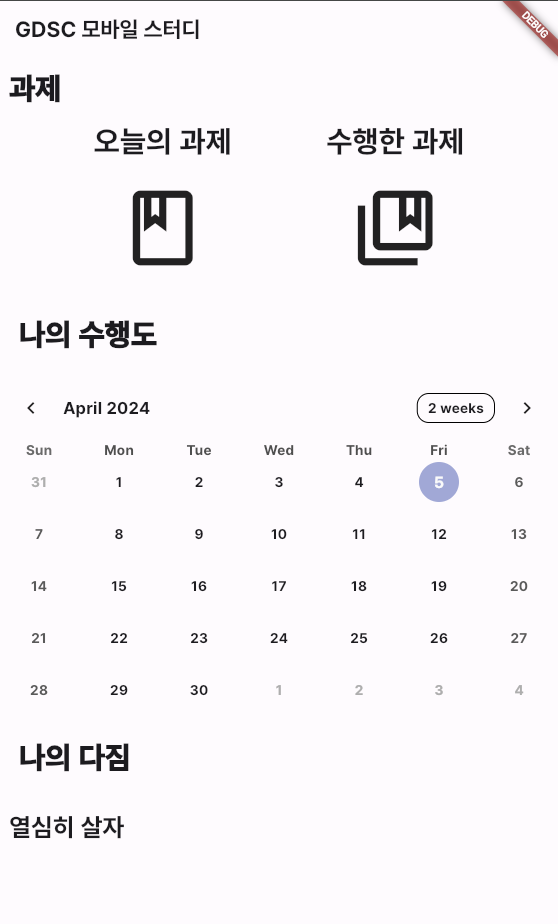 GDSC 모바일 스터디
DEBUG
과제
오늘의 과제 수행한 과제
나의 수행도
April 2024 2 weeks
Sun Mon Tue Wed Thu Fri Sat
31 1 2 3 4 5 6
7 8 9 10 11 12 13
14 15 16 17 18 19 20
21 22 23 24 25 26 27
28 29 30 1 2 3 4
나의 다짐
열심히 살자